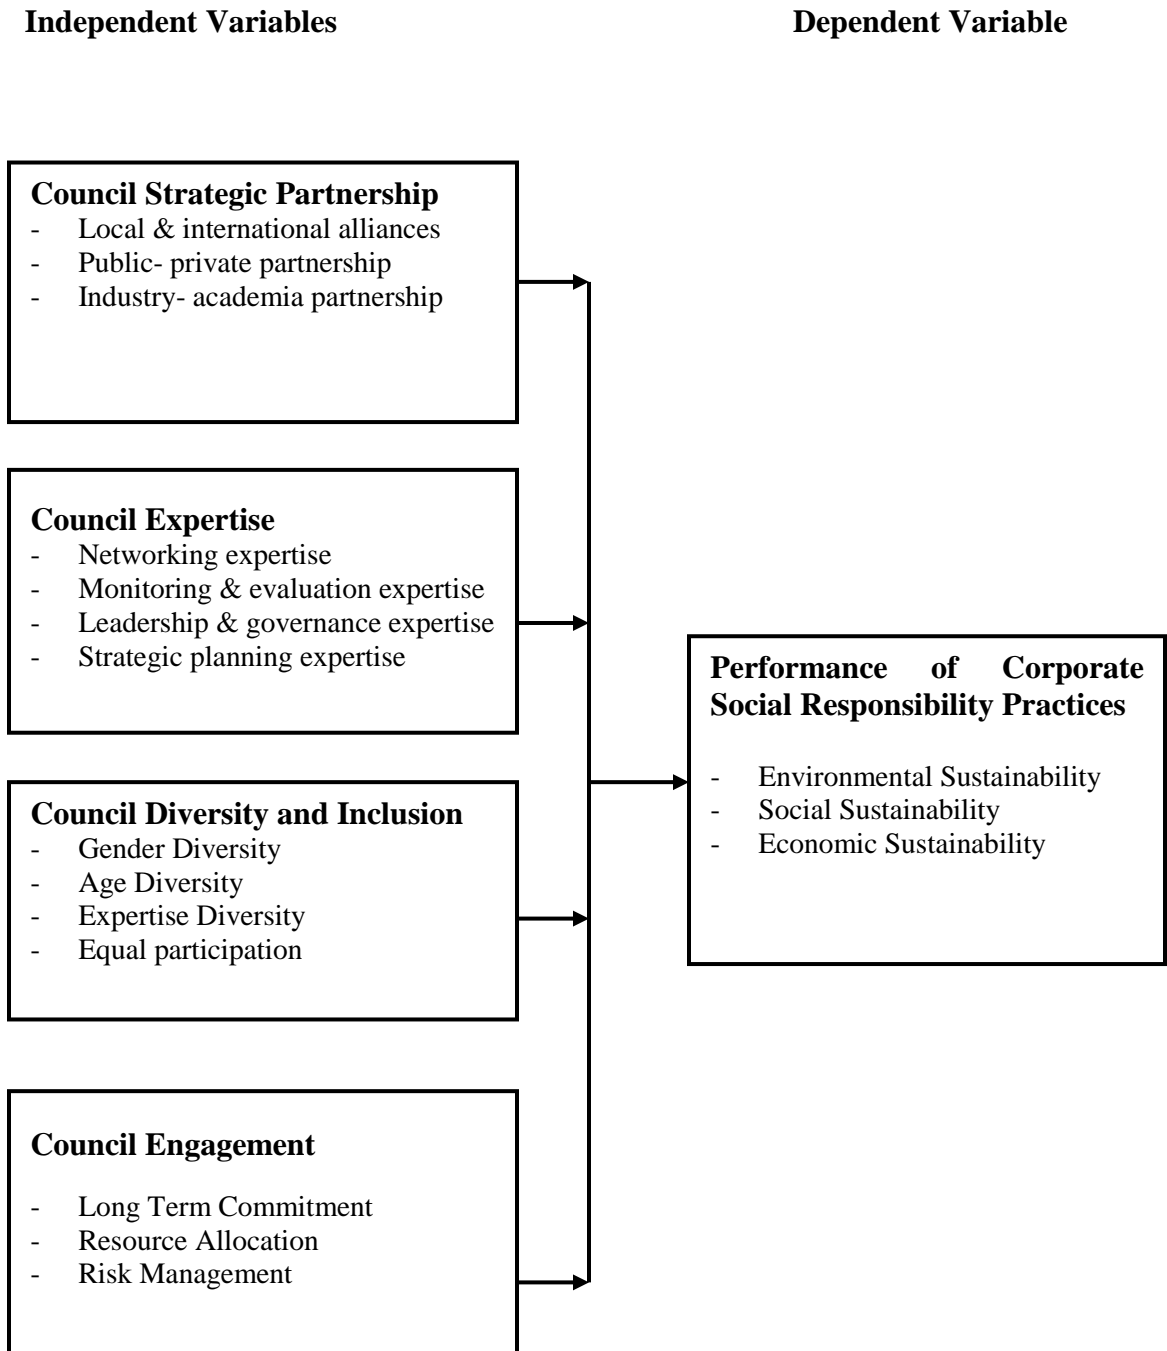 Independent Variables
Dependent Variable
Council Strategic Partnership
- Local & international alliances
- Public- private partnership
- Industry- academia partnership
Council Expertise
- Networking expertise
- Monitoring & evaluation expertise
- Leadership & governance expertise
- Strategic planning expertise
Council Diversity and Inclusion
- Gender Diversity
- Age Diversity
- Expertise Diversity
- Equal participation
Council Engagement
- Long Term Commitment
- Resource Allocation
- Risk Management
Performance of Corporate
Social Responsibility Practices
- Environmental Sustainability
- Social Sustainability
- Economic Sustainability